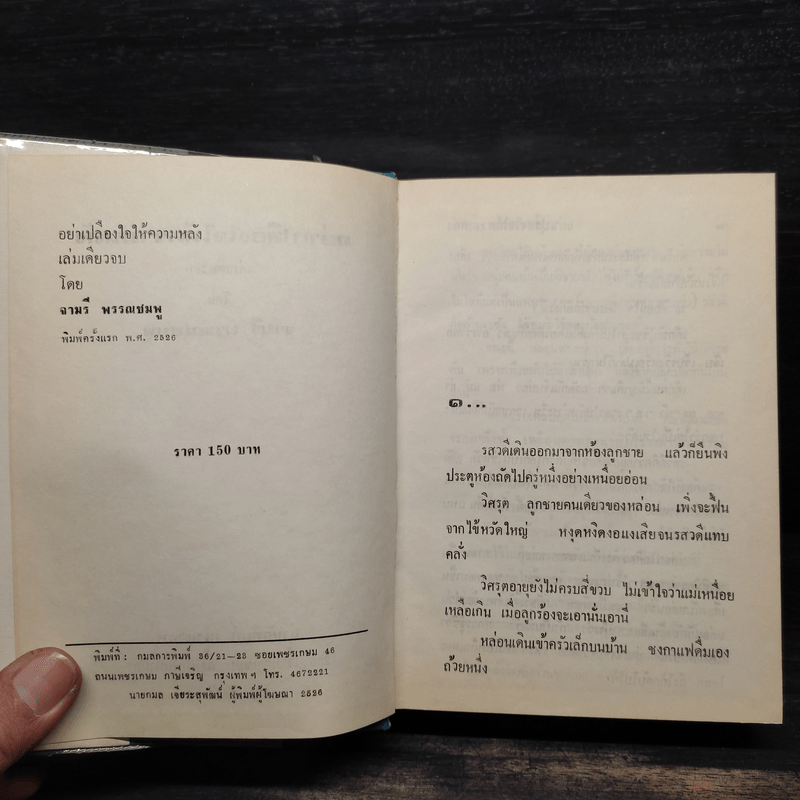 อย่าเปลื้องใจให้ความหลัง
เล่มเดียวจบ
โดย
จามรี พรรณชมพู
พิมพ์ครั้งแรก พ.ศ. 2526
ราคา 150 บาท
พิมพ์ที่ : กมลการพิมพ์ 36/21-23 ซอยเพชรเกษม 46
ถนนเพชรเกษม ภาษีเจริญ กรุงเทพ ฯ โทร. 4672221
นายกมล เจียระสุพัฒน์ ผู้พิมพ์ผู้โฆษณา 2526
๑...
รสวดีเดินออกมาจากห้องลูกชาย แล้วก็ยืนพิง
ประตูห้องถัดไปครู่หนึ่งอย่างเหนื่อยอ่อน
วิศรุต ลูกชายคนเดียวของหล่อน เพิ่งจะฟื้น
จากไข้หวัดใหญ่ หงุดหงิดงอแงเสียจนรสวดีแทบ
คลั่ง
วิศรุตอายุยังไม่ครบสี่ขวบ ไม่เข้าใจว่าแม่เหนื่อย
เหลือเกิน เมื่อลูกร้องจะเอานั่นเอานี่
หล่อนเดินเข้าครัวเล็กบนบ้าน ชงกาแฟดื่มเอง
ถ้วยหนึ่ง